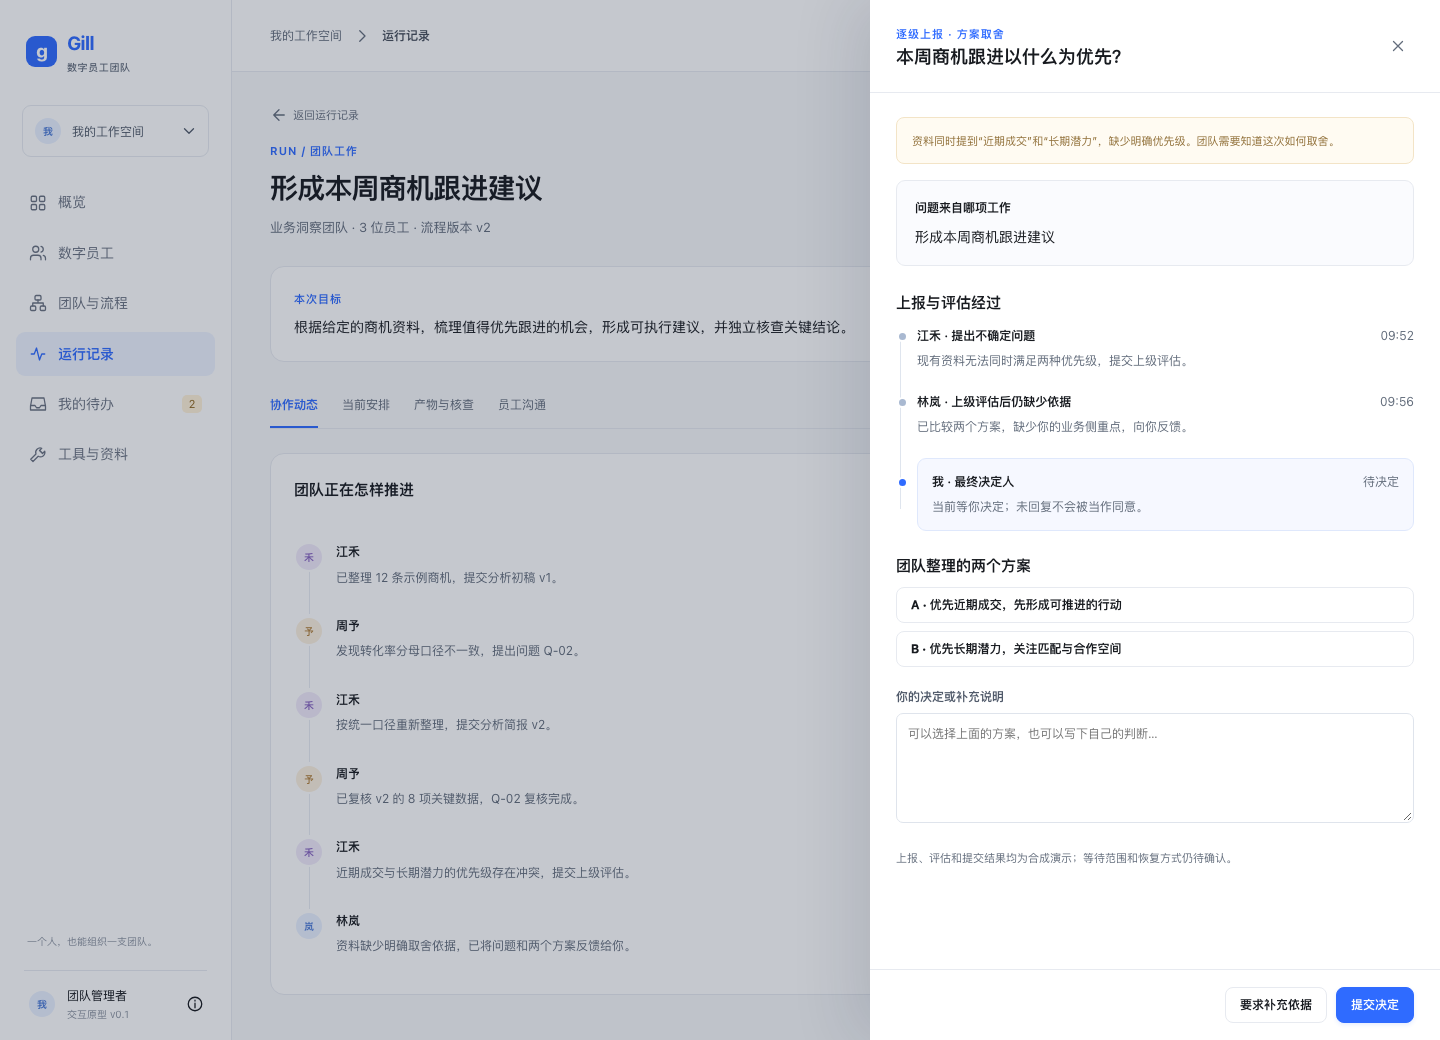 g
Gill
数字员工团队
我
我的工作空间
概览
数字员工
团队与流程
运行记录
我的待办
2
工具与资料
一个人，也能组织一支团队。
我
团队管理者
交互原型 v0.1
我的工作空间
运行记录
返回运行记录
RUN / 团队工作
形成本周商机跟进建议
业务洞察团队 · 3 位员工 · 流程版本 v2
本次目标
根据给定的商机资料，梳理值得优先跟进的机会，形成可执行建议，并独立核查关键结论。
协作动态
当前安排
产物与核查
员工沟通
团队正在怎样推进
禾
江禾
已整理 12 条示例商机，提交分析初稿 v1。
予
周予
发现转化率分母口径不一致，提出问题 Q-02。
禾
江禾
按统一口径重新整理，提交分析简报 v2。
予
周予
已复核 v2 的 8 项关键数据，Q-02 复核完成。
禾
江禾
近期成交与长期潜力的优先级存在冲突，提交上级评估。
岚
林岚
资料缺少明确取舍依据，已将问题和两个方案反馈给你。
逐级上报 · 方案取舍
本周商机跟进以什么为优先？
资料同时提到“近期成交”和“长期潜力”，缺少明确优先级。团队需要知道这次如何取舍。
问题来自哪项工作
形成本周商机跟进建议
上报与评估经过
江禾 · 提出不确定问题
09:52
现有资料无法同时满足两种优先级，提交上级评估。
林岚 · 上级评估后仍缺少依据
09:56
已比较两个方案，缺少你的业务侧重点，向你反馈。
我 · 最终决定人
待决定
当前等你决定；未回复不会被当作同意。
团队整理的两个方案
A · 优先近期成交，先形成可推进的行动
B · 优先长期潜力，关注匹配与合作空间
你的决定或补充说明
可以选择上面的方案，也可以写下自己的判断…
上报、评估和提交结果均为合成演示；等待范围和恢复方式仍待确认。
要求补充依据
提交决定